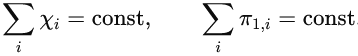 ∑_i χ_i = const, ∑_i π_{1,i} = const.